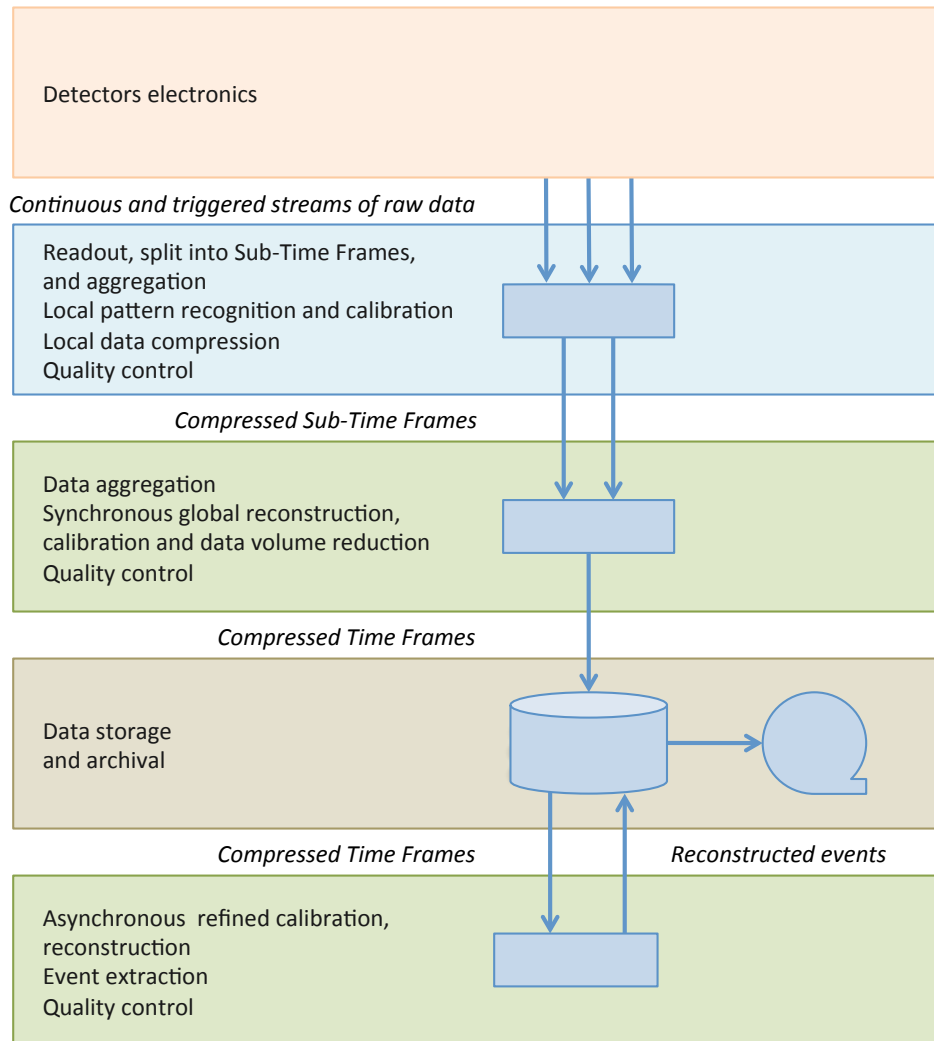 Detectors electronics
Continuous and triggered streams of raw data
Readout, split into Sub-Time Frames,
and aggregation
Local pattern recognition and calibration
Local data compression
Quality control
Compressed Sub-Time Frames
Data aggregation
Synchronous global reconstruction,
calibration and data volume reduction
Quality control
Compressed Time Frames
Data storage
and archival
Compressed Time Frames
Reconstructed events
Asynchronous refined calibration,
reconstruction
Event extraction
Quality control